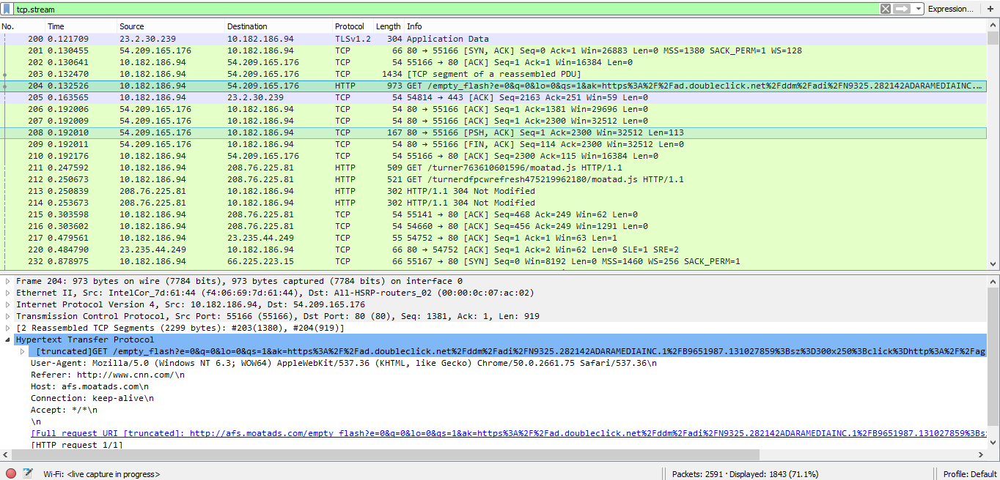 tcp.stream Expression... +
No. Time Source Destination Protocol Length Info
200 0.121709 23.2.30.239 10.182.186.94 TLSv1.2 304 Application Data
201 0.130455 54.209.165.176 10.182.186.94 TCP 66 80 → 55166 [SYN, ACK] Seq=0 Ack=1 Win=26883 Len=0 MSS=1380 SACK_PERM=1 WS=128
202 0.130641 10.182.186.94 54.209.165.176 TCP 54 55166 → 80 [ACK] Seq=1 Ack=1 Win=16384 Len=0
203 0.132470 10.182.186.94 54.209.165.176 TCP 1434 [TCP segment of a reassembled PDU]
204 0.132526 10.182.186.94 54.209.165.176 HTTP 973 GET /empty_flash?e=0&q=0&lo=0&qs=1&ak=https%3A%2F%2Fad.doubleclick.net%2Fddm%2Fadi%2FN9325.282142ADARAMEDIAINC....
205 0.163565 10.182.186.94 23.2.30.239 TCP 54 54814 → 443 [ACK] Seq=2163 Ack=251 Win=59 Len=0
206 0.192006 54.209.165.176 10.182.186.94 TCP 54 80 → 55166 [ACK] Seq=1 Ack=1381 Win=29696 Len=0
207 0.192009 54.209.165.176 10.182.186.94 TCP 54 80 → 55166 [ACK] Seq=1 Ack=2300 Win=32512 Len=0
208 0.192010 54.209.165.176 10.182.186.94 TCP 167 80 → 55166 [PSH, ACK] Seq=1 Ack=2300 Win=32512 Len=113
209 0.192011 54.209.165.176 10.182.186.94 TCP 54 80 → 55166 [FIN, ACK] Seq=114 Ack=2300 Win=32512 Len=0
210 0.192176 10.182.186.94 54.209.165.176 TCP 54 55166 → 80 [ACK] Seq=2300 Ack=115 Win=16384 Len=0
211 0.247592 10.182.186.94 208.76.225.81 HTTP 509 GET /turner763610601596/moatad.js HTTP/1.1
212 0.250673 10.182.186.94 208.76.225.81 HTTP 521 GET /turnerdfpcwrefresh475219962180/moatad.js HTTP/1.1
213 0.250839 208.76.225.81 10.182.186.94 HTTP 302 HTTP/1.1 304 Not Modified
214 0.253673 208.76.225.81 10.182.186.94 HTTP 302 HTTP/1.1 304 Not Modified
215 0.303598 10.182.186.94 208.76.225.81 TCP 54 55141 → 80 [ACK] Seq=468 Ack=249 Win=62 Len=0
216 0.303602 10.182.186.94 208.76.225.81 TCP 54 54660 → 80 [ACK] Seq=456 Ack=249 Win=1291 Len=0
217 0.479561 10.182.186.94 23.235.44.249 TCP 55 54752 → 80 [ACK] Seq=1 Ack=1 Win=63 Len=1
220 0.484790 23.235.44.249 10.182.186.94 TCP 66 80 → 54752 [ACK] Seq=1 Ack=2 Win=62 Len=0 SLE=1 SRE=2
232 0.878975 10.182.186.94 66.225.223.15 TCP 66 55167 → 80 [SYN] Seq=0 Win=8192 Len=0 MSS=1460 WS=256 SACK_PERM=1
Frame 204: 973 bytes on wire (7784 bits), 973 bytes captured (7784 bits) on interface 0
Ethernet II, Src: IntelCor_7d:61:44 (f4:06:69:7d:61:44), Dst: All-HSRP-routers_02 (00:00:0c:07:ac:02)
Internet Protocol Version 4, Src: 10.182.186.94, Dst: 54.209.165.176
Transmission Control Protocol, Src Port: 55166 (55166), Dst Port: 80 (80), Seq: 1381, Ack: 1, Len: 919
[2 Reassembled TCP Segments (2299 bytes): #203(1380), #204(919)]
Hypertext Transfer Protocol
[truncated]GET /empty_flash?e=0&q=0&lo=0&qs=1&ak=https%3A%2F%2Fad.doubleclick.net%2Fddm%2Fadi%2FN9325.282142ADARAMEDIAINC.1%2FB9651987.131027859%3Bsz%3D300x250%3Bclick%3Dhttp%3A%2F%2Fag
User-Agent: Mozilla/5.0 (Windows NT 6.3; WOW64) AppleWebKit/537.36 (KHTML, like Gecko) Chrome/50.0.2661.75 Safari/537.36\n
Referer: http://www.cnn.com/\n
Host: afs.moatads.com\n
Connection: keep-alive\n
Accept: */*\n
\n
[Full request URI [truncated]: http://afs.moatads.com/empty_flash?e=0&q=0&lo=0&qs=1&ak=https%3A%2F%2Fad.doubleclick.net%2Fddm%2Fadi%2FN9325.282142ADARAMEDIAINC.1%2FB9651987.131027859%3Bs
[HTTP request 1/1]
Wi-Fi: <live capture in progress> Packets: 2591 · Displayed: 1843 (71.1%) Profile: Default